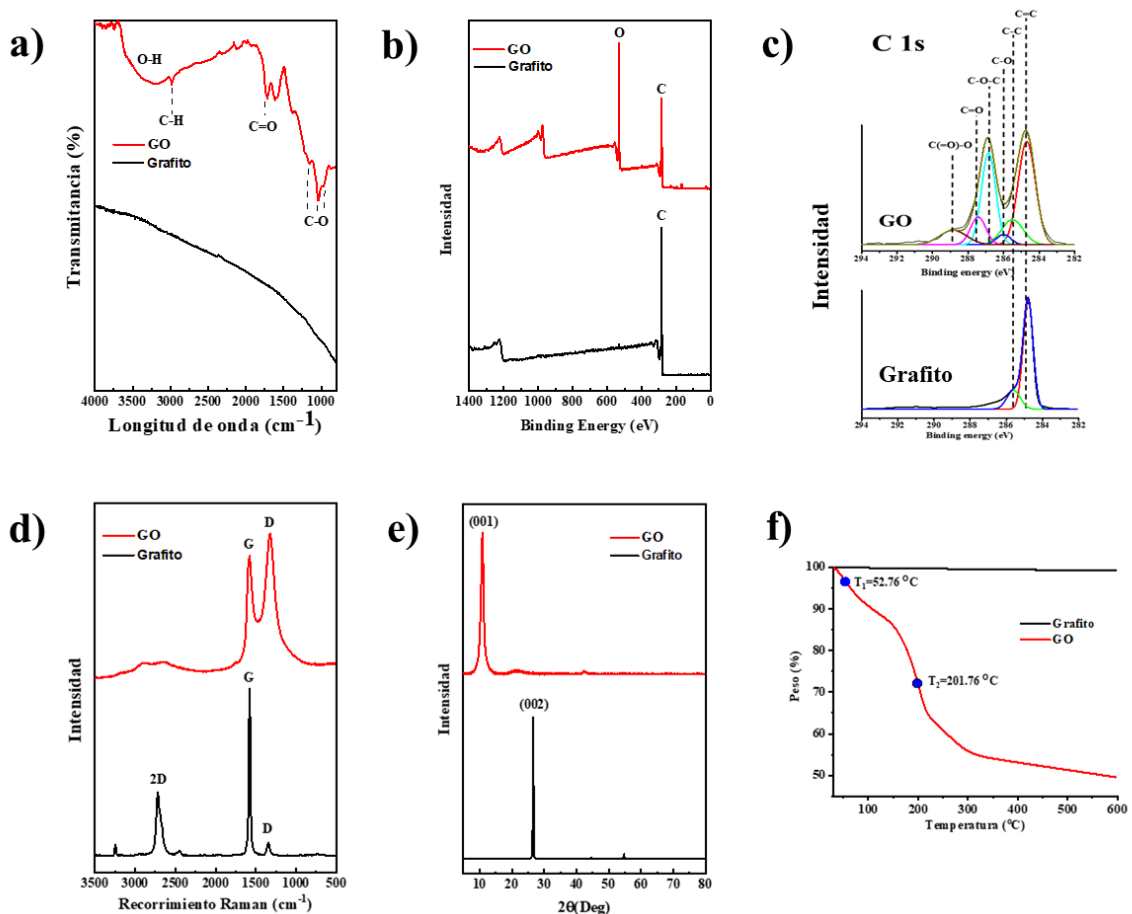 a)
O-H
C-H
C=O
GO
Grafito
C-O
Transmitancia (%)
4000 3500 3000 2500 2000 1500 1000
Longitud de onda (cm⁻¹)
b)
GO
Grafito
O
C
C
Intensidad
1400 1200 1000 800 600 400 200 0
Binding Energy (eV)
c)
C 1s
C=C
C-C
C-O
C-O-C
C=O
C(=O)-O
GO
294 292 290 288 286 284 282
Binding energy (eV)
Intensidad
Grafito
294 292 290 288 286 284 282
Binding energy (eV)
d)
GO
Grafito
D
G
G
2D
D
Intensidad
3500 3000 2500 2000 1500 1000 500
Recorrimiento Raman (cm⁻¹)
e)
(001)
GO
Grafito
(002)
Intensidad
10 20 30 40 50 60 70 80
2θ(Deg)
f)
100
90
80
70
60
50
T₁=52.76 °C
Grafito
GO
T₂=201.76 °C
Peso (%)
100 200 300 400 500 600
Temperatura (°C)